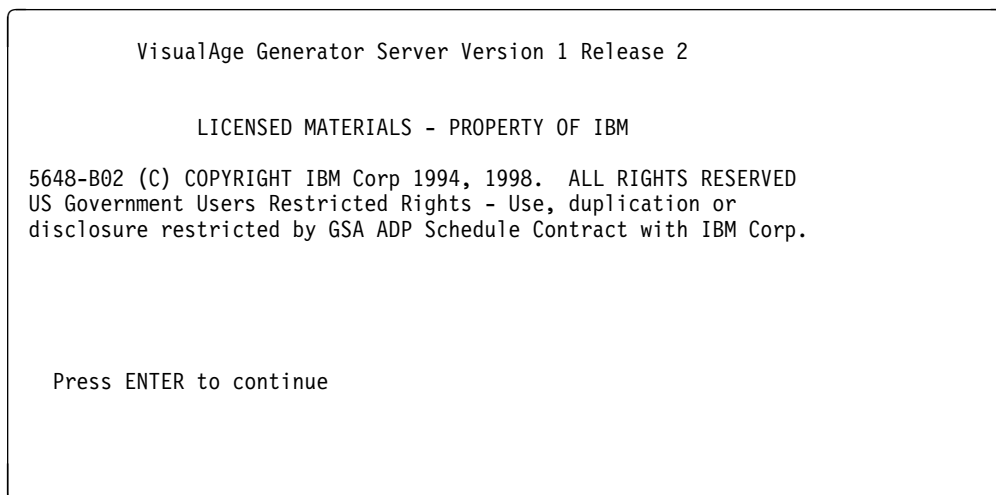 VisualAge Generator Server Version 1 Release 2
LICENSED MATERIALS - PROPERTY OF IBM
5648-B02 (C) COPYRIGHT IBM Corp 1994, 1998.  ALL RIGHTS RESERVED
US Government Users Restricted Rights - Use, duplication or
disclosure restricted by GSA ADP Schedule Contract with IBM Corp.
Press ENTER to continue